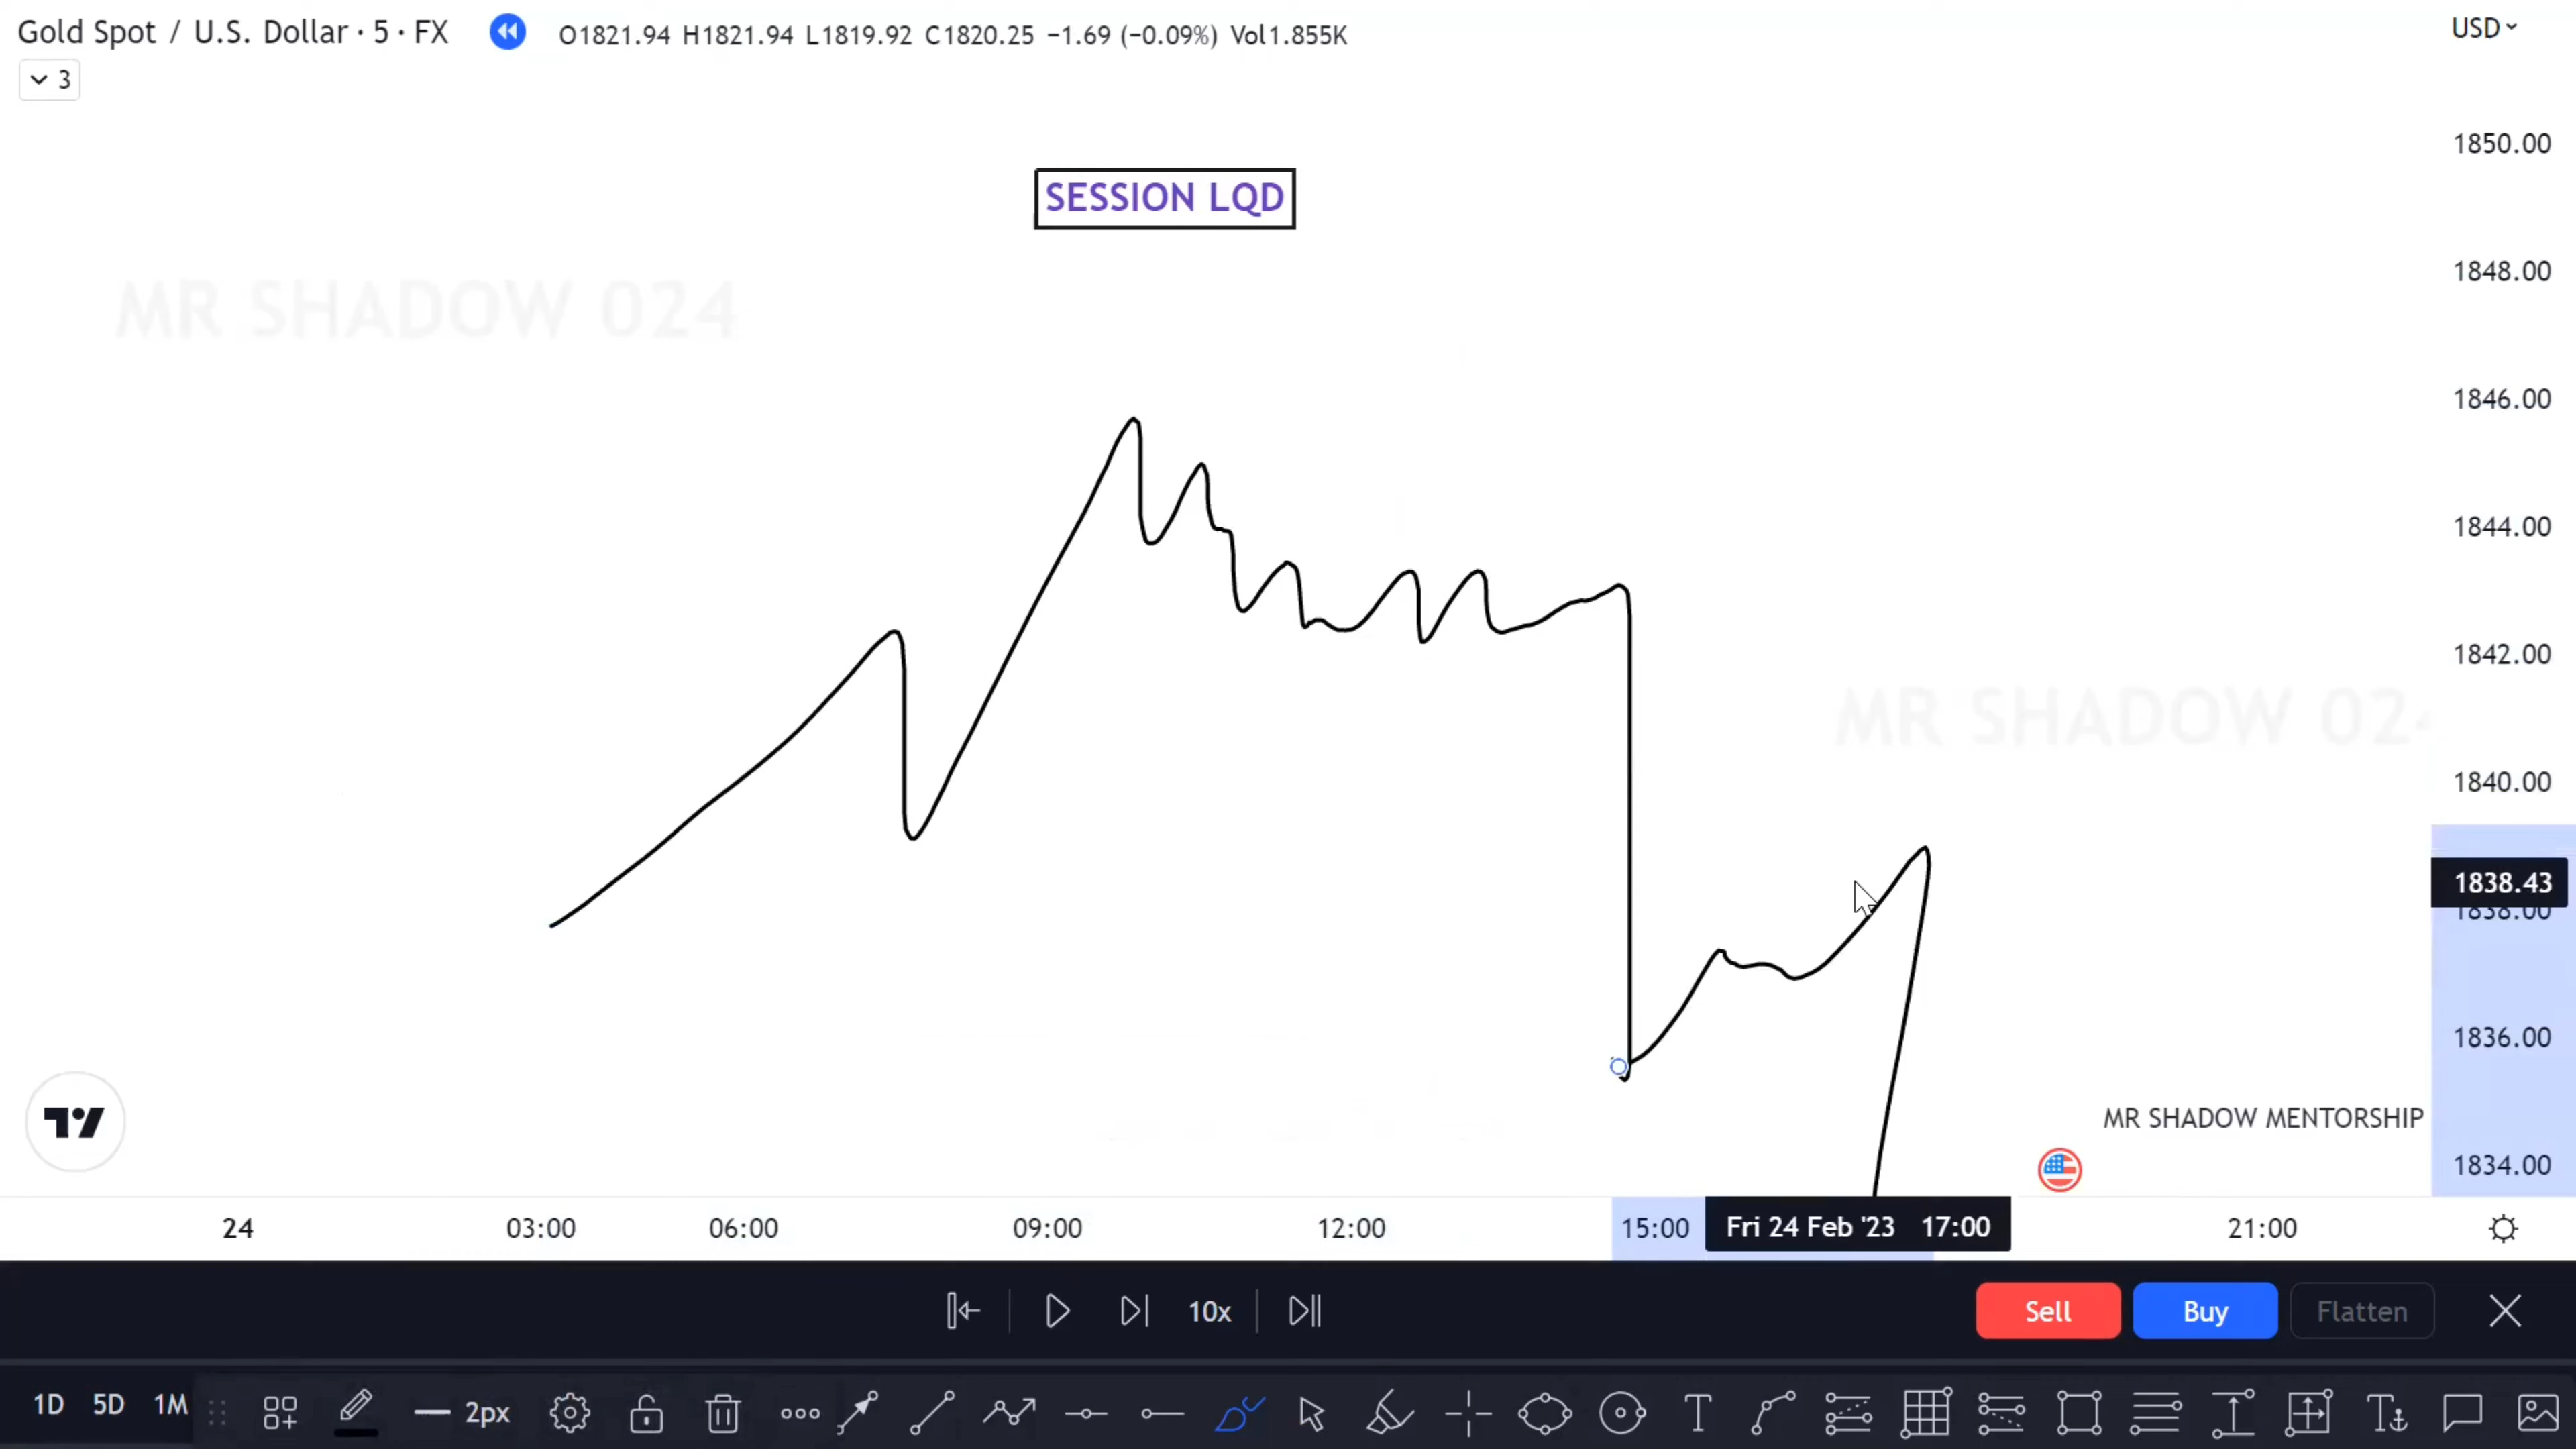 Gold Spot / U.S. Dollar · 5 · FX
O1821.94 H1821.94 L1819.92 C1820.25 −1.69 (−0.09%) Vol1.855K
USD
3
SESSION LQD
MR SHADOW 024
1850.00
1848.00
1846.00
1844.00
1842.00
MR SHADOW 024
1840.00
1838.43
1838.00
1836.00
MR SHADOW MENTORSHIP
1834.00
24 03:00 06:00 09:00 12:00 15:00 Fri 24 Feb '23 17:00 21:00
10x
Sell Buy Flatten
1D 5D 1M 2px